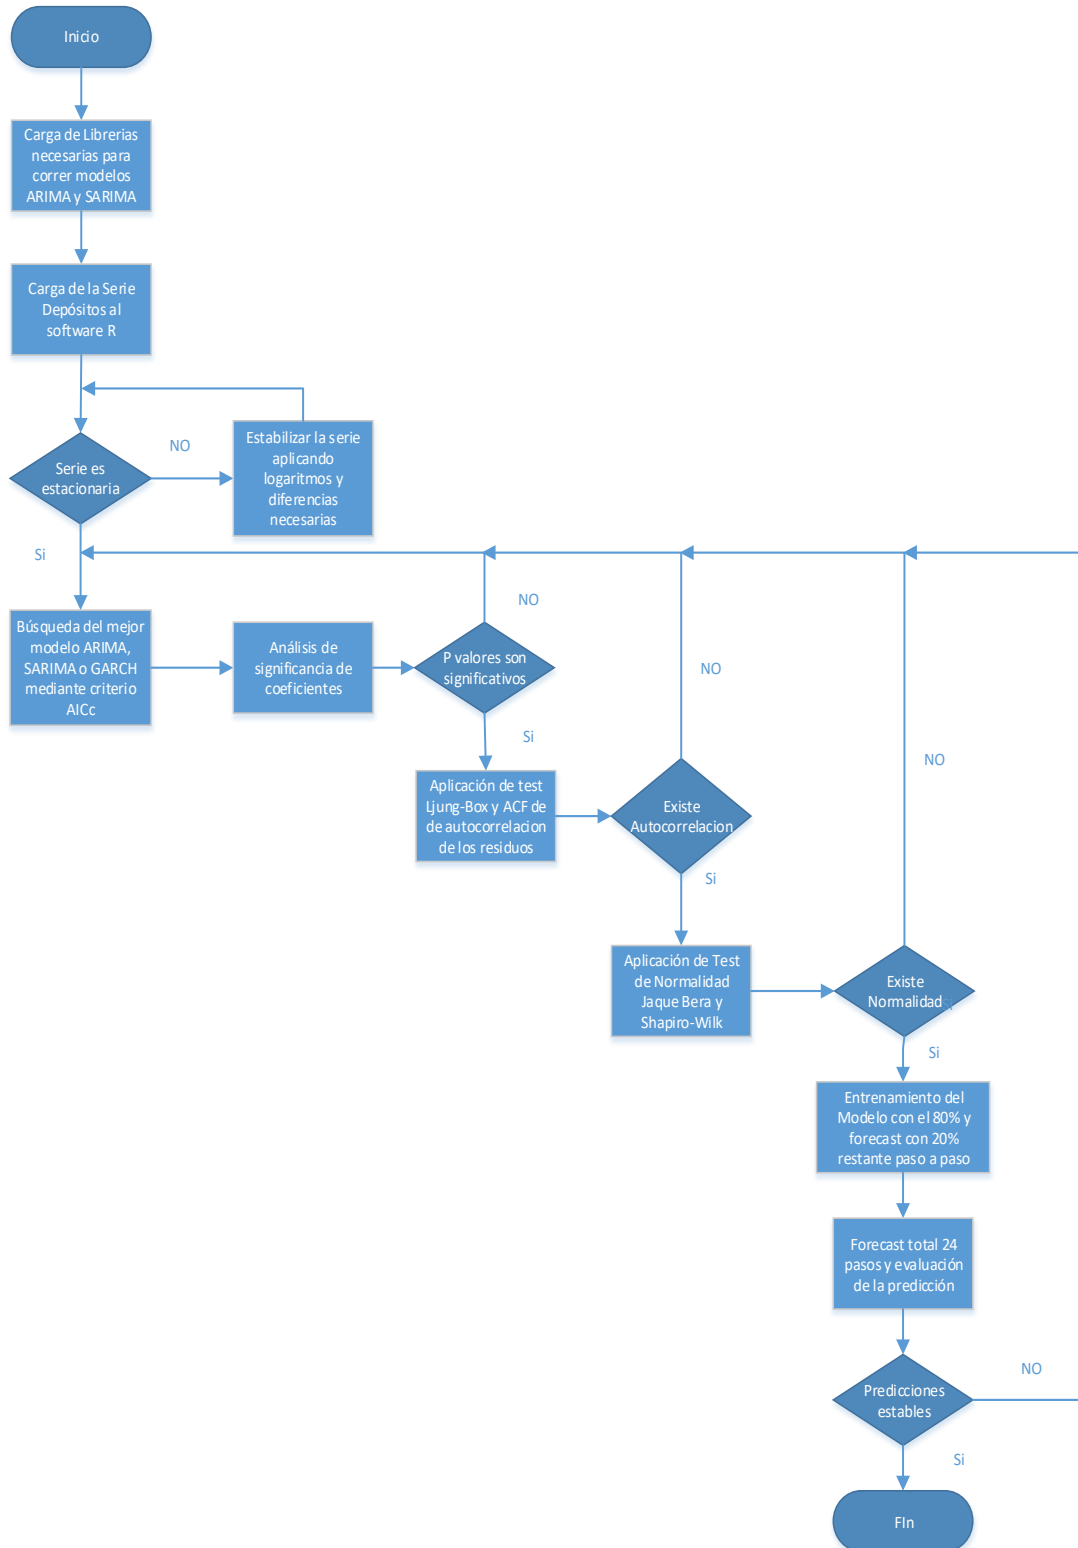 Inicio
Carga de Librerias
necesarias para
correr modelos
ARIMA y SARIMA
Carga de la Serie
Depósitos al
software R
Serie es
estacionaria
NO
Estabilizar la serie
aplicando
logaritmos y
diferencias
necesarias
Si
Búsqueda del mejor
modelo ARIMA,
SARIMA o GARCH
mediante criterio
AICc
Análisis de
significancia de
coeficientes
P valores son
significativos
NO
Si
Aplicación de test
Ljung-Box y ACF de
de autocorrelacion
de los residuos
Existe
Autocorrelacion
NO
Si
Aplicación de Test
de Normalidad
Jaque Bera y
Shapiro-Wilk
Existe
Normalidad
NO
Si
Entrenamiento del
Modelo con el 80% y
forecast con 20%
restante paso a paso
Forecast total 24
pasos y evaluación
de la predicción
Predicciones
estables
NO
Si
FIn